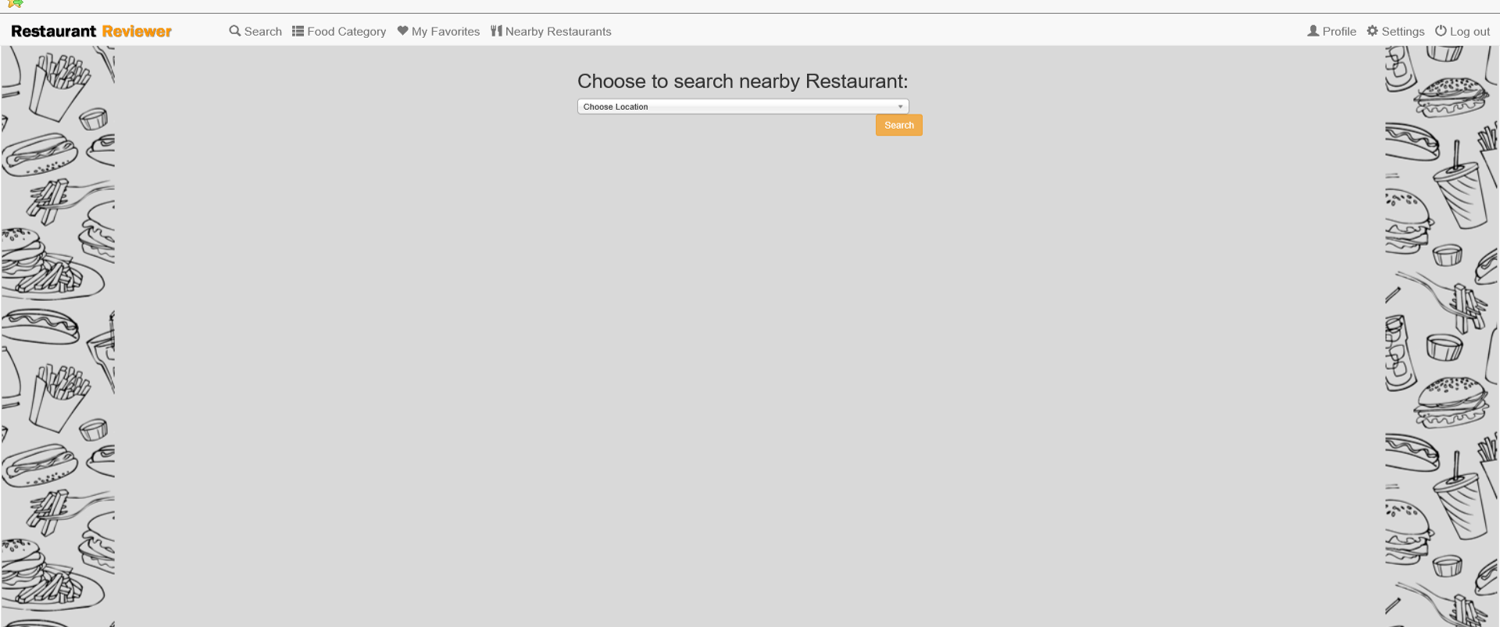 Restaurant Reviewer Search Food Category My Favorites Nearby Restaurants Profile Settings Log out
Choose to search nearby Restaurant:
Choose Location
Search